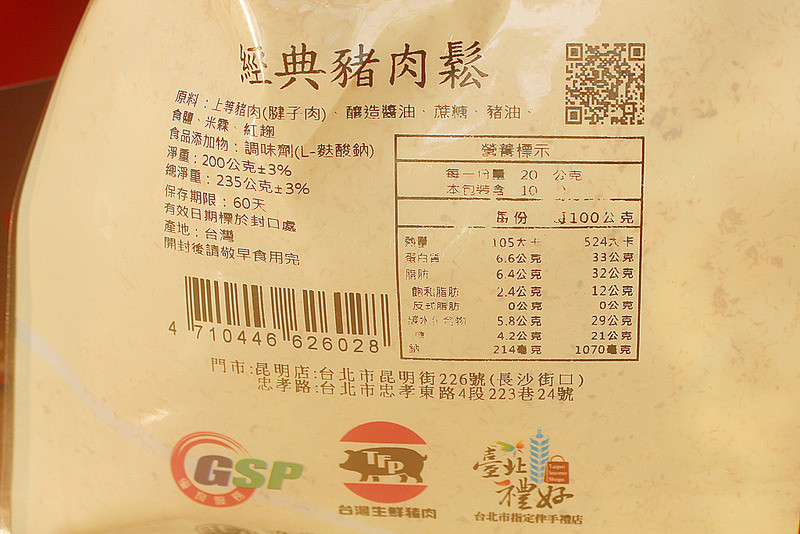 經典豬肉鬆
原料：上等豬肉(腱子肉)、釀造醬油、蔗糖、豬油、
食鹽、米霖、紅麴
食品添加物：調味劑(L-麩酸鈉)
淨重：200公克±3%
總淨重：235公克±3%
保存期限：60天
有效日期標於封口處
產地：台灣
開封後請儘早食用完
營養標示
每一份量 20 公克
本包裝含 10
每份 每100公克
熱量 105大卡 524大卡
蛋白質 6.6公克 33公克
脂肪 6.4公克 32公克
飽和脂肪 2.4公克 12公克
反式脂肪 0公克 0公克
碳水化合物 5.8公克 29公克
糖 4.2公克 21公克
鈉 214毫克 1070毫克
4 710446 626028
門市:昆明店:台北市昆明街226號(長沙街口)
忠孝路:台北市忠孝東路4段223巷24號
GSP
優良服務
TFP
台灣生鮮豬肉
臺北
禮好
Taipei
Income
Shops
台北市指定伴手禮店